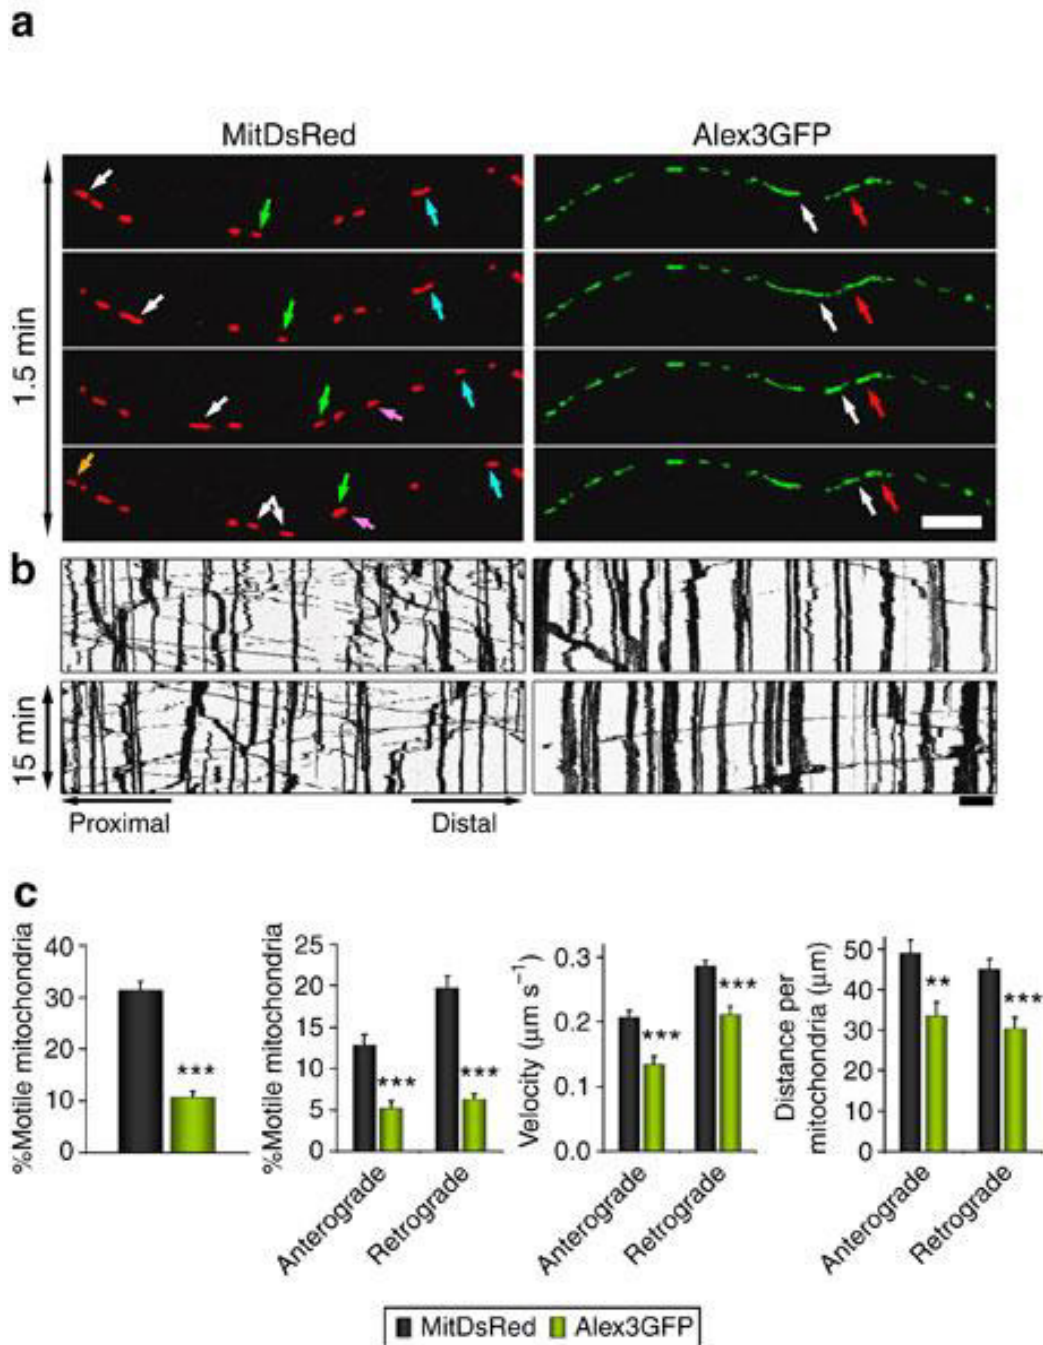 a
MitDsRed Alex3GFP
1.5 min
b
15 min
Proximal Distal
c
%Motile mitochondria
40
30
20
10
0
***
%Motile mitochondria
25
20
15
10
5
0
***
***
Anterograde
Retrograde
Velocity (μm s⁻¹)
0.3
0.2
0.1
0.0
***
***
Anterograde
Retrograde
Distance per
mitochondria (μm)
50
40
30
20
10
0
**
***
Anterograde
Retrograde
MitDsRed Alex3GFP